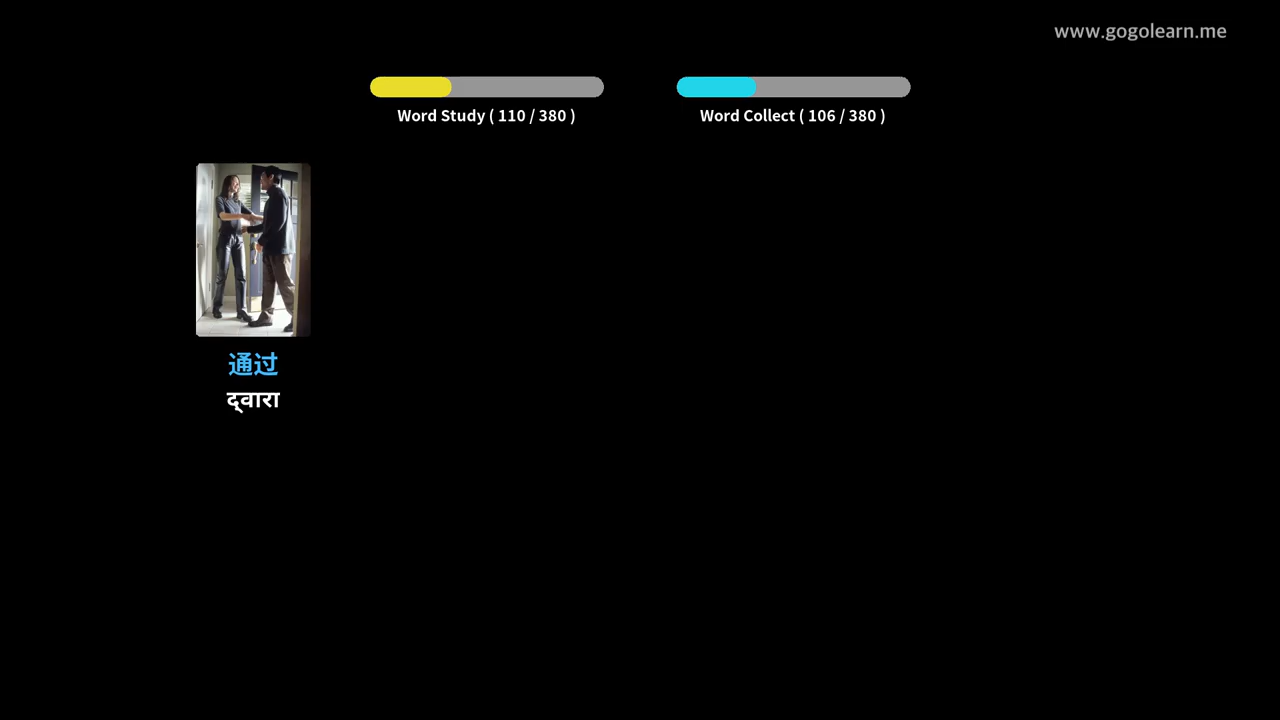 www.gogolearn.me
Word Study ( 110 / 380 )
Word Collect ( 106 / 380 )
通过
द्वारा